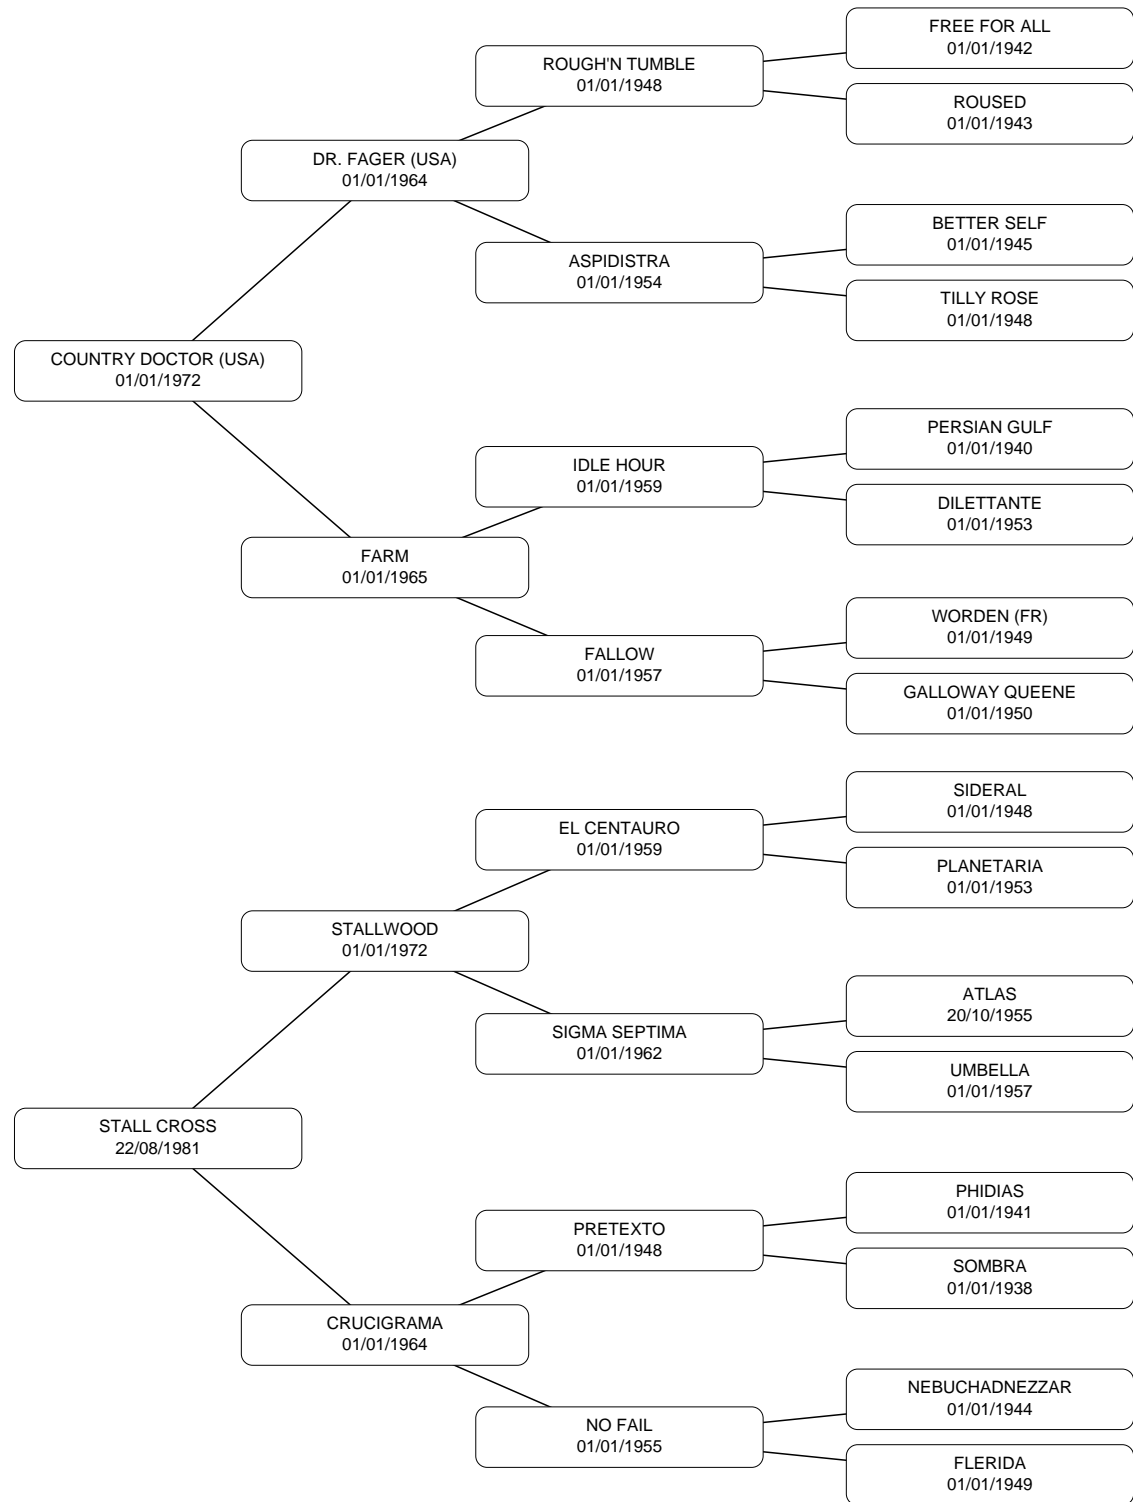 FREE FOR ALL
01/01/1942
ROUGH'N TUMBLE
01/01/1948
ROUSED
01/01/1943
DR. FAGER (USA)
01/01/1964
BETTER SELF
01/01/1945
ASPIDISTRA
01/01/1954
TILLY ROSE
01/01/1948
COUNTRY DOCTOR (USA)
01/01/1972
PERSIAN GULF
01/01/1940
IDLE HOUR
01/01/1959
DILETTANTE
01/01/1953
FARM
01/01/1965
WORDEN (FR)
01/01/1949
FALLOW
01/01/1957
GALLOWAY QUEENE
01/01/1950
SIDERAL
01/01/1948
EL CENTAURO
01/01/1959
PLANETARIA
01/01/1953
STALLWOOD
01/01/1972
ATLAS
20/10/1955
SIGMA SEPTIMA
01/01/1962
UMBELLA
01/01/1957
STALL CROSS
22/08/1981
PHIDIAS
01/01/1941
PRETEXTO
01/01/1948
SOMBRA
01/01/1938
CRUCIGRAMA
01/01/1964
NEBUCHADNEZZAR
01/01/1944
NO FAIL
01/01/1955
FLERIDA
01/01/1949